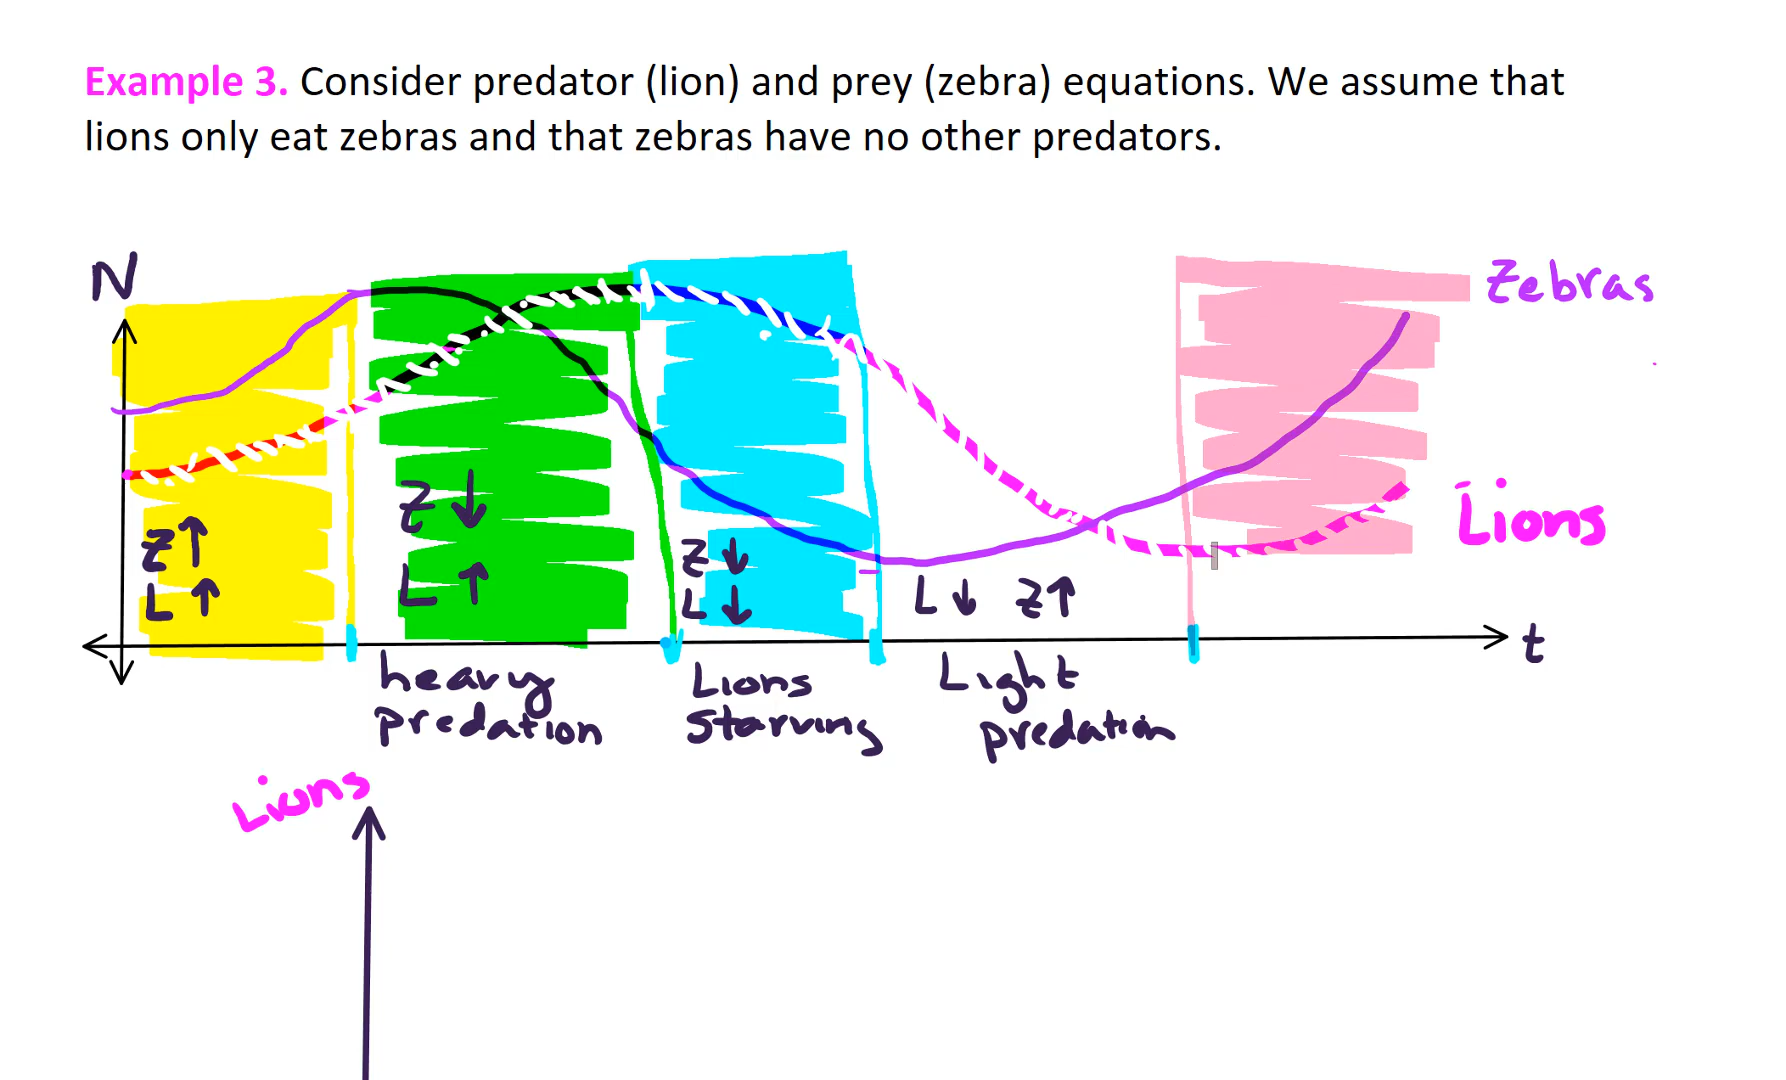 Example 3. Consider predator (lion) and prey (zebra) equations. We assume that
lions only eat zebras and that zebras have no other predators.
N
Zebras
Lions
Z↑
L↑
Z↓
L↑
Z↓
L↓
L↓ Z↑
t
heavy
predation
Lions
Starving
Light
predation
Lions